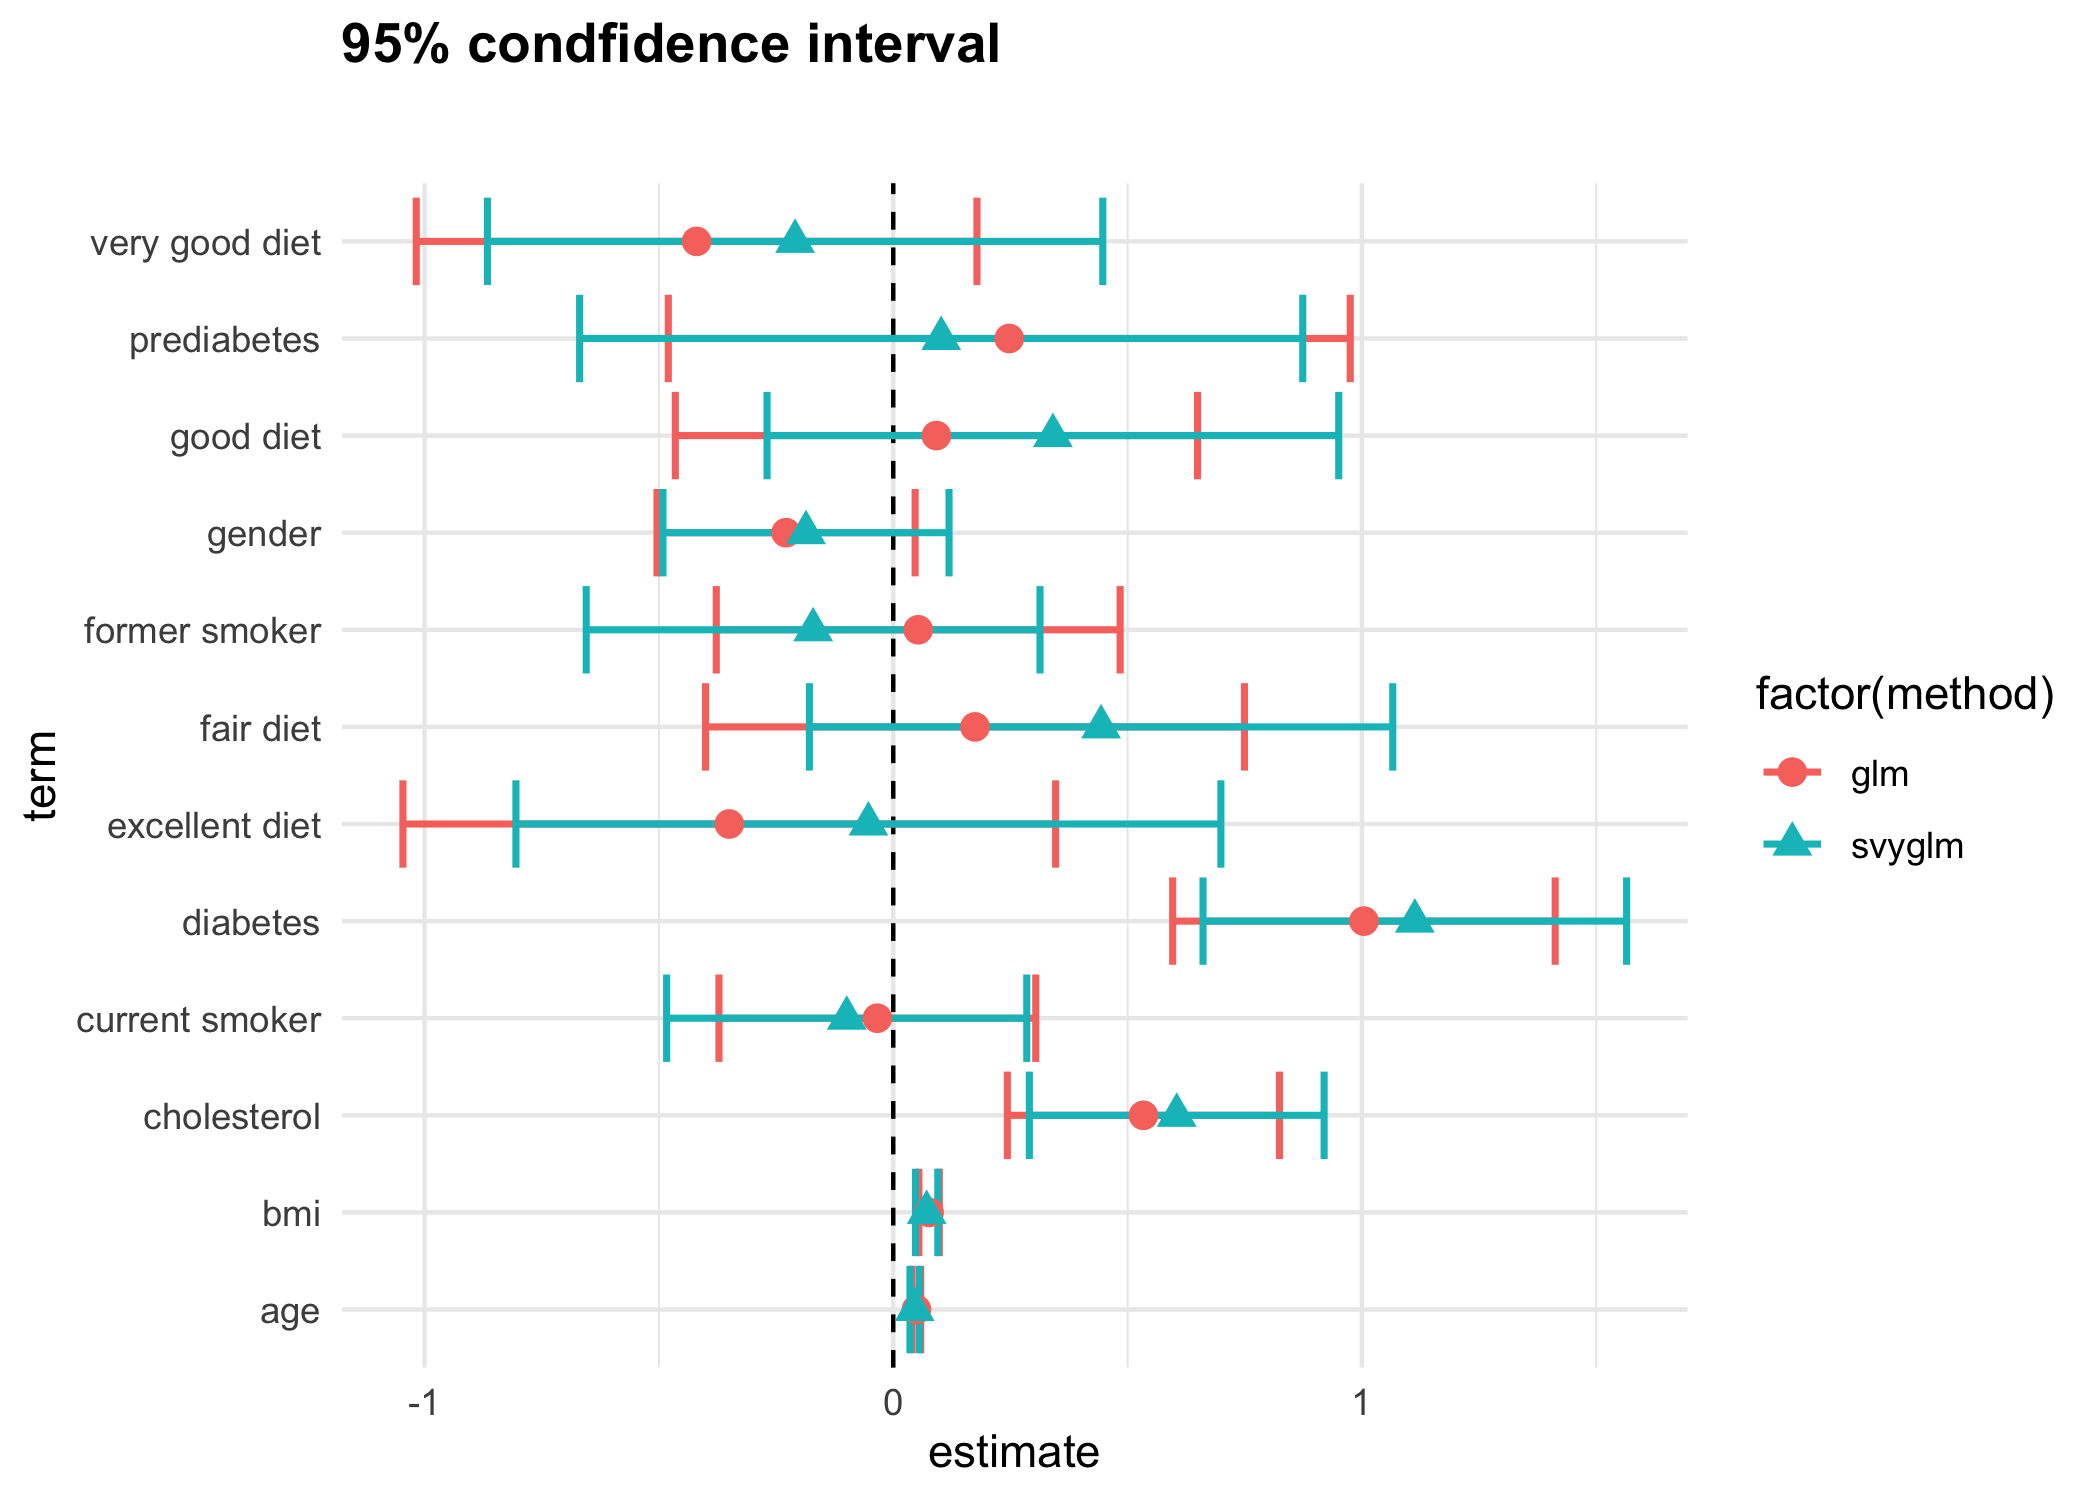 95% condfidence interval
very good diet
prediabetes
good diet
gender
former smoker
fair diet
excellent diet
diabetes
current smoker
cholesterol
bmi
age
term
-1 0 1
estimate
factor(method)
glm
svyglm